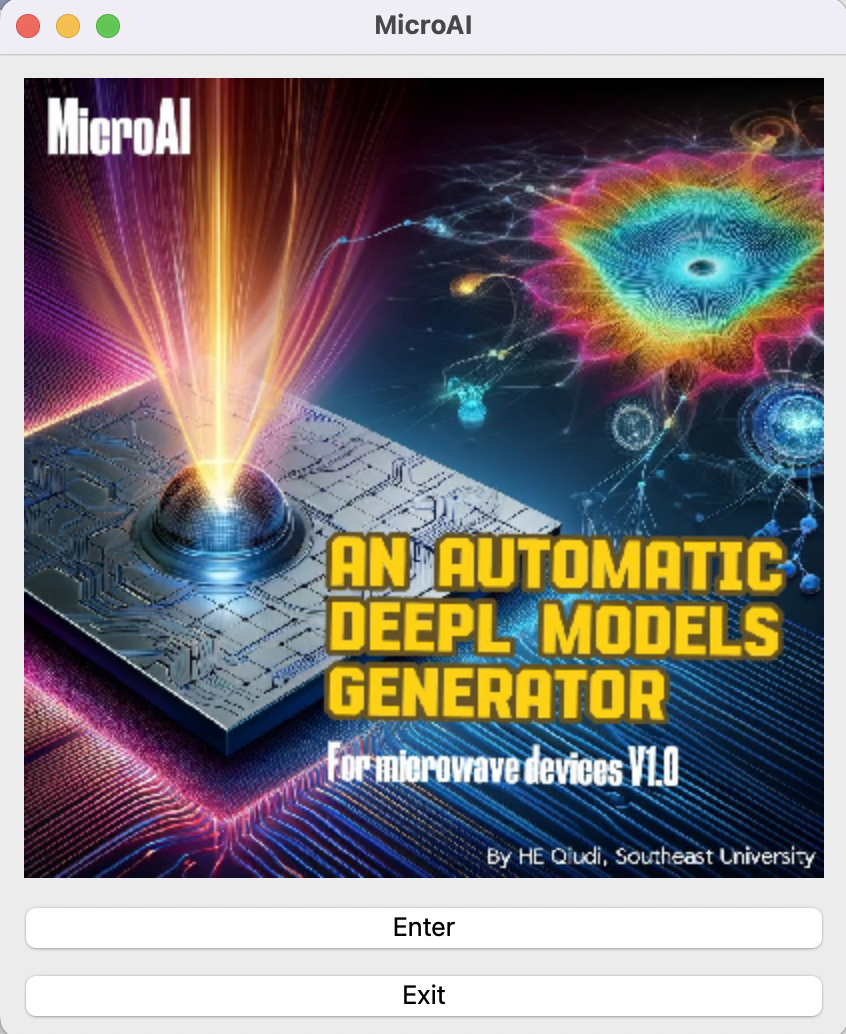 MicroAI
MicroAI
AN AUTOMATIC
DEEPL MODELS
GENERATOR
For microwave devices V1.0
By HE Qiudi, Southeast University
Enter
Exit